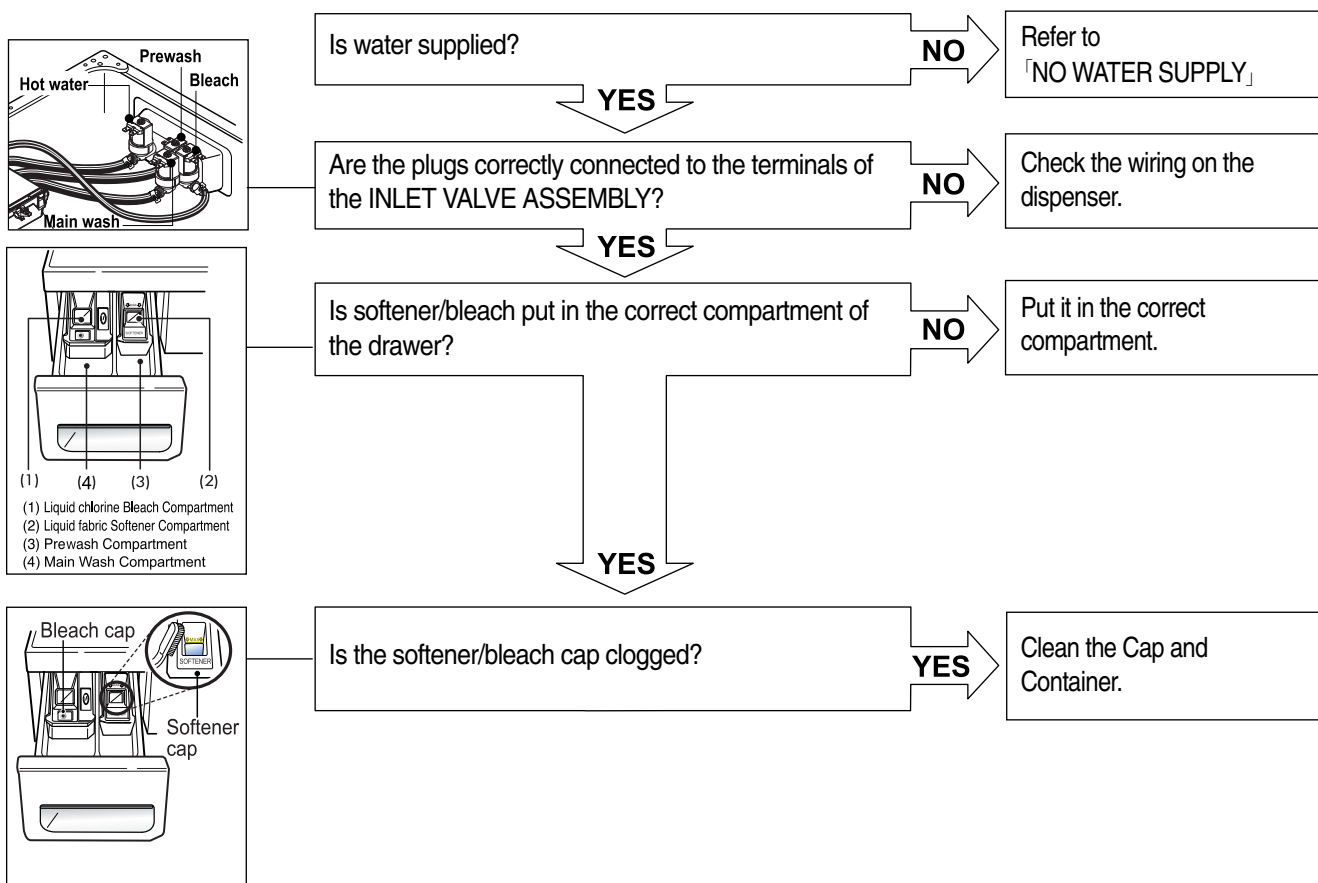 Is water supplied?
NO
Refer to
「NO WATER SUPPLY」
YES
Prewash
Bleach
Hot water
Main wash
Are the plugs correctly connected to the terminals of
the INLET VALVE ASSEMBLY?
NO
Check the wiring on the
dispenser.
YES
SOFTENER
(1) (4) (3) (2)
(1) Liquid chlorine Bleach Compartment
(2) Liquid fabric Softener Compartment
(3) Prewash Compartment
(4) Main Wash Compartment
Is softener/bleach put in the correct compartment of
the drawer?
NO
Put it in the correct
compartment.
YES
Bleach cap
MAX
SOFTENER
Softener
cap
Is the softener/bleach cap clogged?
YES
Clean the Cap and
Container.